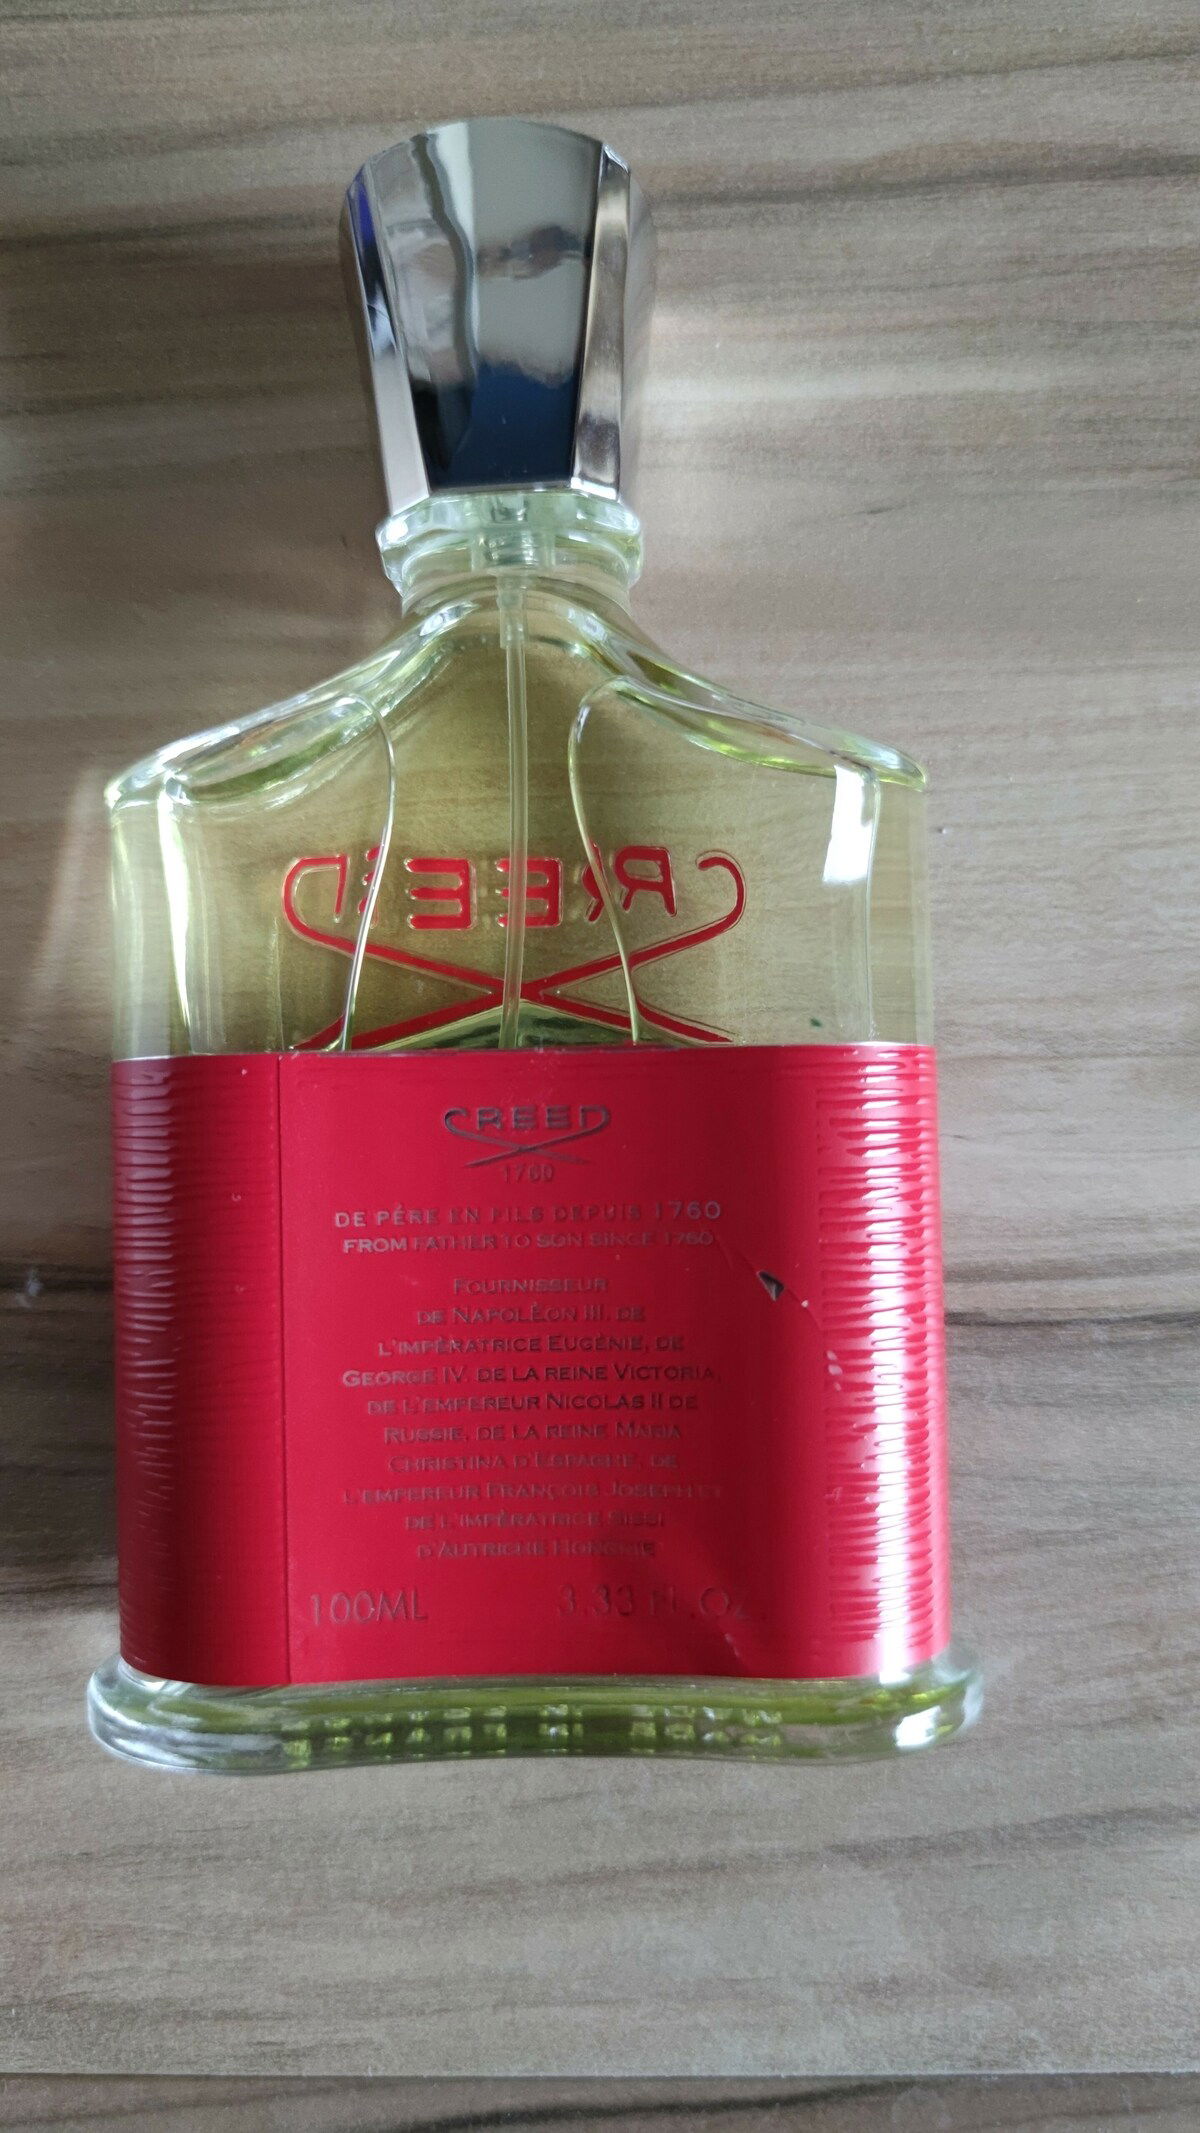 CREED
CREED
1760
DE PÈRE EN FILS DEPUIS 1760
FROM FATHER TO SON SINCE 1760
FOURNISSEUR
DE NAPOLÉON III, DE
L'IMPÉRATRICE EUGÉNIE, DE
GEORGE IV, DE LA REINE VICTORIA,
DE L'EMPEREUR NICOLAS II DE
RUSSIE, DE LA REINE MARIA
CHRISTINA D'ESPAGNE, DE
L'EMPEREUR FRANÇOIS JOSEPH ET
DE L'IMPÉRATRICE SISSI
D'AUTRICHE HONGRIE
100ML 3.33 fl.OZ